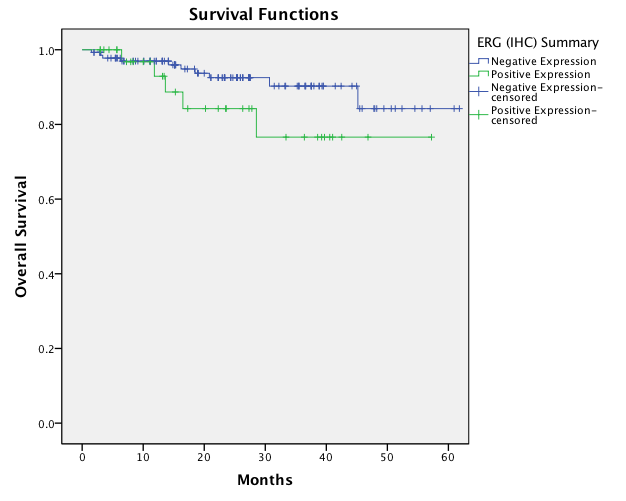 Survival Functions
ERG (IHC) Summary
Negative Expression
Positive Expression
Negative Expression-
censored
Positive Expression-
censored
Overall Survival
1.0
0.8
0.6
0.4
0.2
0.0
0 10 20 30 40 50 60
Months